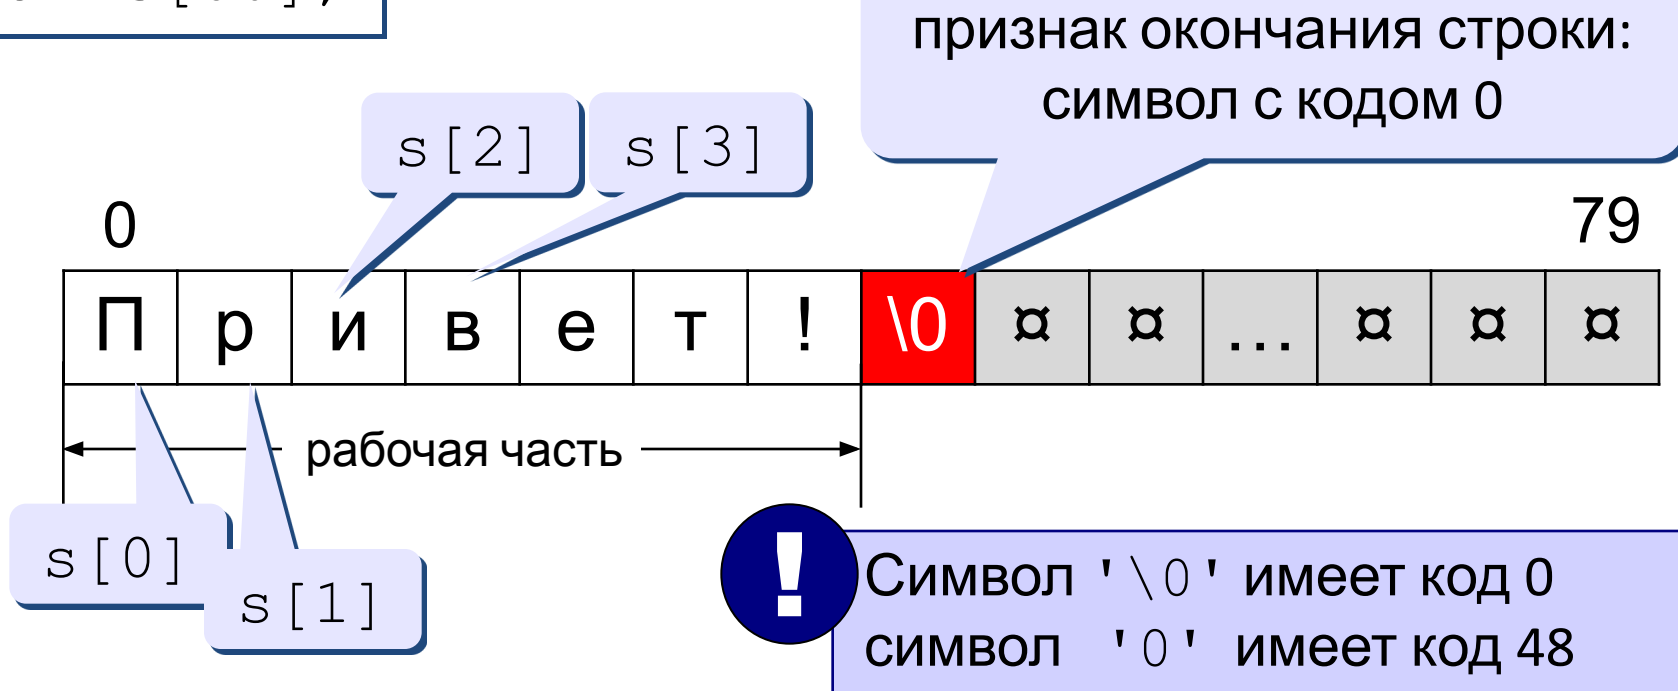 признак окончания строки:
символ с кодом 0
s[2] s[3]
0 79
П р и в е т ! \0 ¤ ¤ … ¤ ¤ ¤
рабочая часть
s[0]
s[1]
!
Символ '\0' имеет код 0
символ '0' имеет код 48